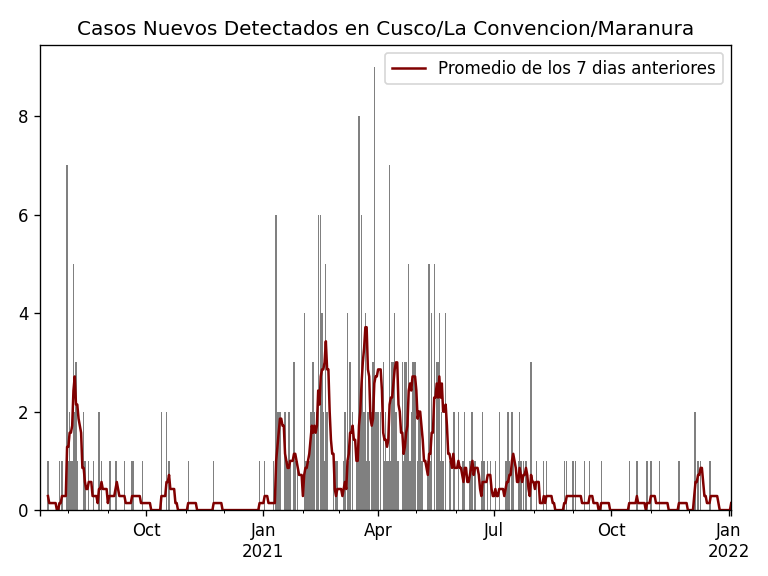 Casos Nuevos Detectados en Cusco/La Convencion/Maranura
Promedio de los 7 dias anteriores
8
6
4
2
0
Oct
Jan
2021
Apr
Jul
Oct
Jan
2022